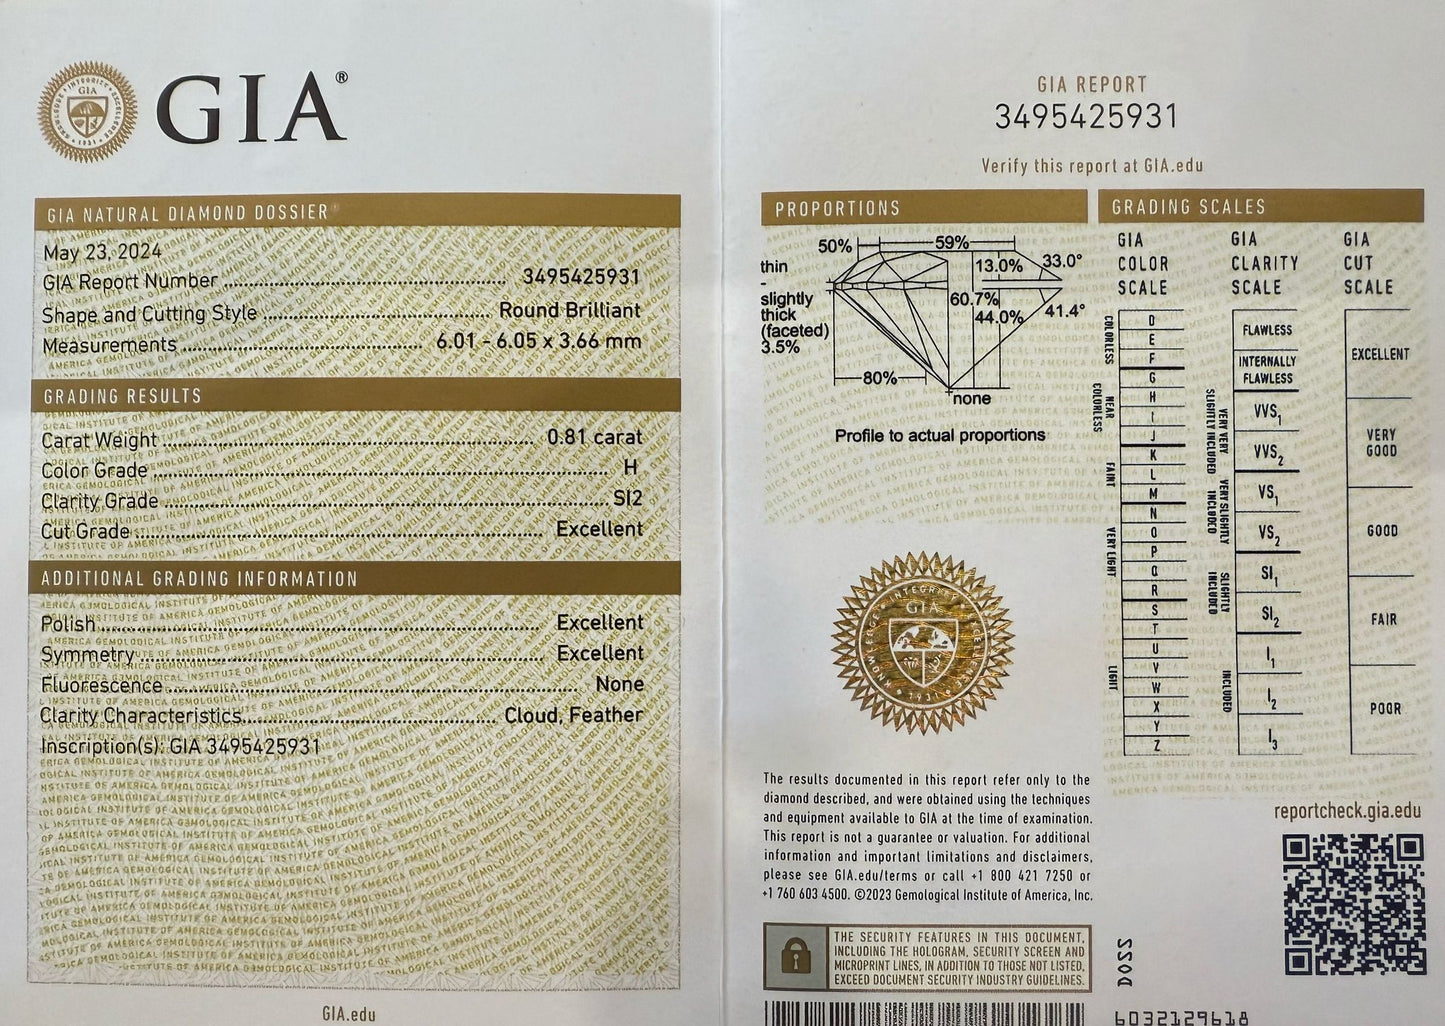 GIA®
GIA NATURAL DIAMOND DOSSIER®
May 23, 2024
GIA Report Number 3495425931
Shape and Cutting Style Round Brilliant
Measurements 6.01 - 6.05 x 3.66 mm
GRADING RESULTS
Carat Weight 0.81 carat
Color Grade H
Clarity Grade SI2
Cut Grade Excellent
ADDITIONAL GRADING INFORMATION
Polish Excellent
Symmetry Excellent
Fluorescence None
Clarity Characteristics Cloud, Feather
Inscription(s): GIA 3495425931
GIA.edu
GIA REPORT
3495425931
Verify this report at GIA.edu
PROPORTIONS
50%
59%
thin
-
slightly
thick
(faceted)
3.5%
13.0%
33.0°
60.7%
44.0%
41.4°
80%
none
Profile to actual proportions
GIA
The results documented in this report refer only to the
diamond described, and were obtained using the techniques
and equipment available to GIA at the time of examination.
This report is not a guarantee or valuation. For additional
information and important limitations and disclaimers,
please see GIA.edu/terms or call +1 800 421 7250 or
+1 760 603 4500. ©2023 Gemological Institute of America, Inc.
THE SECURITY FEATURES IN THIS DOCUMENT,
INCLUDING THE HOLOGRAM, SECURITY SCREEN AND
MICROPRINT LINES, IN ADDITION TO THOSE NOT LISTED,
EXCEED DOCUMENT SECURITY INDUSTRY GUIDELINES.
GRADING SCALES
GIA
COLOR
SCALE
COLORLESS
D
E
F
NEAR
COLORLESS
G
H
I
J
FAINT
K
L
M
VERY LIGHT
N
O
P
Q
R
LIGHT
S
T
U
V
W
X
Y
Z
GIA
CLARITY
SCALE
FLAWLESS
INTERNALLY
FLAWLESS
VERY VERY
SLIGHTLY INCLUDED
VVS1
VVS2
VERY SLIGHTLY
INCLUDED
VS1
VS2
SLIGHTLY
INCLUDED
SI1
SI2
INCLUDED
I1
I2
I3
GIA
CUT
SCALE
EXCELLENT
VERY
GOOD
GOOD
FAIR
POOR
reportcheck.gia.edu
DOSS
6032129618